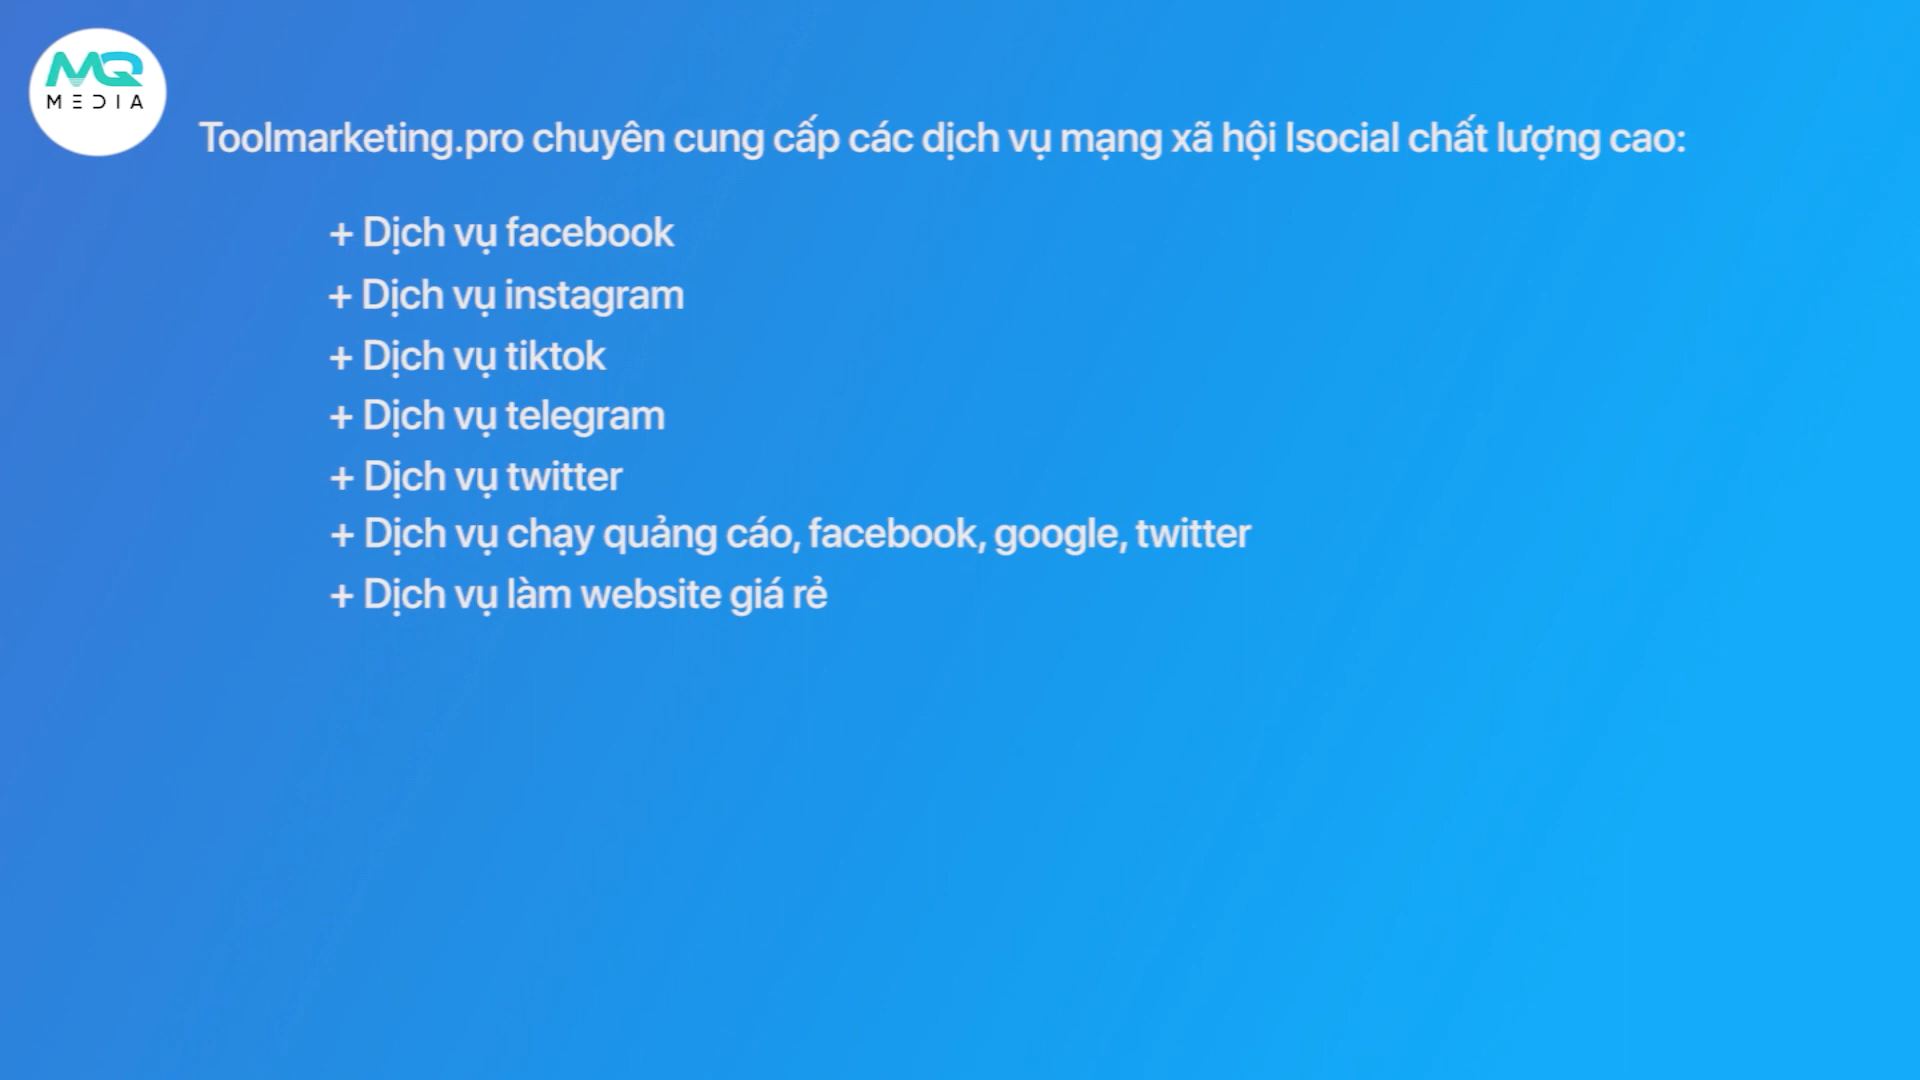 MQ
MEDIA
Toolmarketing.pro chuyên cung cấp các dịch vụ mạng xã hội Isocial chất lượng cao:
+ Dịch vụ facebook
+ Dịch vụ instagram
+ Dịch vụ tiktok
+ Dịch vụ telegram
+ Dịch vụ twitter
+ Dịch vụ chạy quảng cáo, facebook, google, twitter
+ Dịch vụ làm website giá rẻ